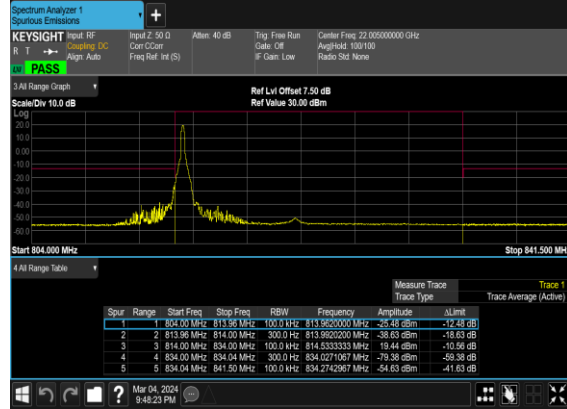 Spectrum Analyzer 1
Spurious Emissions
KEYSIGHT Input: RF Input Z: 50 Ω Atten: 40 dB Trig: Free Run Center Freq: 22.005000000 GHz
R T Coupling: DC Corr CCorr Gate: Off Avg|Hold: 100/100
Align: Auto Freq Ref: Int (S) IF Gain: Low Radio Std: None
PASS
3 All Range Graph
Ref Lvl Offset 7.50 dB
Scale/Div 10.0 dB Ref Value 30.00 dBm
Log
20.0
10.0
0.00
-10.0
-20.0
-30.0
-40.0
-50.0
-60.0
Start 804.000 MHz Stop 841.500 MH
4 All Range Table
Measure Trace Trace 1
Trace Type Trace Average (Active)
Spur Range Start Freq Stop Freq RBW Frequency Amplitude ΔLimit
1 1 804.00 MHz 813.96 MHz 100.0 kHz 813.9620000 MHz -25.48 dBm -12.48 dB
2 2 813.96 MHz 814.00 MHz 300.0 Hz 813.9920200 MHz -38.63 dBm -18.63 dB
3 3 814.00 MHz 834.00 MHz 100.0 kHz 814.5333333 MHz 19.44 dBm -10.56 dB
4 4 834.00 MHz 834.04 MHz 300.0 Hz 834.0271067 MHz -79.38 dBm -59.38 dB
5 5 834.04 MHz 841.50 MHz 100.0 kHz 834.2742967 MHz -54.63 dBm -41.63 dB
?
Mar 04, 2024
9:48:23 PM